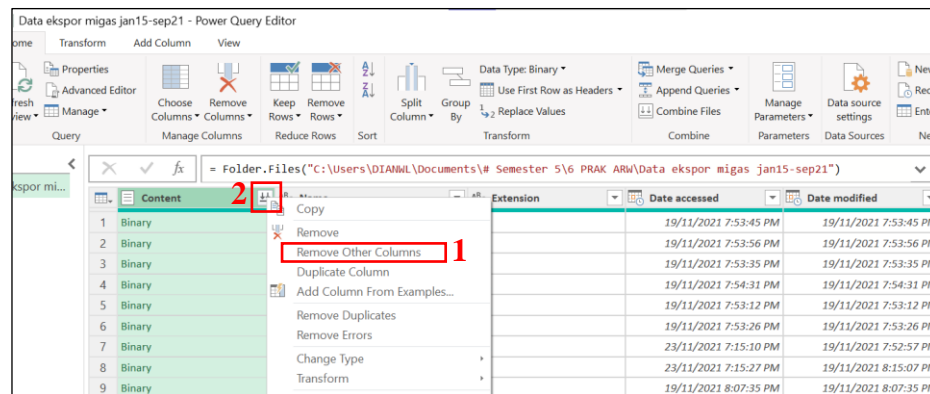 Data ekspor migas jan15-sep21 - Power Query Editor
Transform Add Column View
Properties
Advanced Editor
Manage
Query
Choose Columns
Remove Columns
Manage Columns
Keep Rows
Remove Rows
Reduce Rows
Sort
Split Column
Group By
Data Type: Binary
Use First Row as Headers
Replace Values
Transform
Merge Queries
Append Queries
Combine Files
Combine
Manage Parameters
Parameters
Data source settings
Data Sources
fx = Folder.Files("C:\Users\DIANWL\Documents\# Semester 5\6 PRAK ARW\Data ekspor migas jan15-sep21")
Content 2 Extension Date accessed Date modified
1 Binary 19/11/2021 7:53:45 PM 19/11/2021 7:53:45
2 Binary 19/11/2021 7:53:56 PM 19/11/2021 7:53:56
3 Binary 19/11/2021 7:53:35 PM 19/11/2021 7:53:35
4 Binary 19/11/2021 7:54:31 PM 19/11/2021 7:54:31
5 Binary 19/11/2021 7:53:12 PM 19/11/2021 7:53:12
6 Binary 19/11/2021 7:53:26 PM 19/11/2021 7:53:26
7 Binary 23/11/2021 7:15:10 PM 19/11/2021 7:52:57
8 Binary 23/11/2021 7:15:27 PM 19/11/2021 8:15:07
9 Binary 19/11/2021 8:07:35 PM 19/11/2021 8:07:35
Copy
Remove
Remove Other Columns 1
Duplicate Column
Add Column From Examples...
Remove Duplicates
Remove Errors
Change Type
Transform